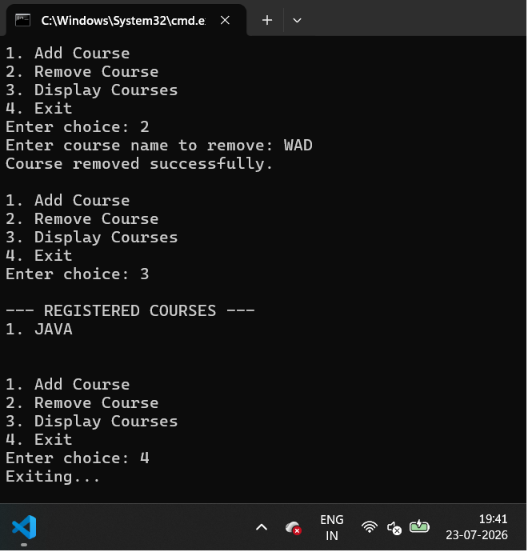 C:\Windows\System32\cmd.e
1. Add Course
2. Remove Course
3. Display Courses
4. Exit
Enter choice: 2
Enter course name to remove: WAD
Course removed successfully.
1. Add Course
2. Remove Course
3. Display Courses
4. Exit
Enter choice: 3
--- REGISTERED COURSES ---
1. JAVA
1. Add Course
2. Remove Course
3. Display Courses
4. Exit
Enter choice: 4
Exiting...
ENG
IN
19:41
23-07-2026